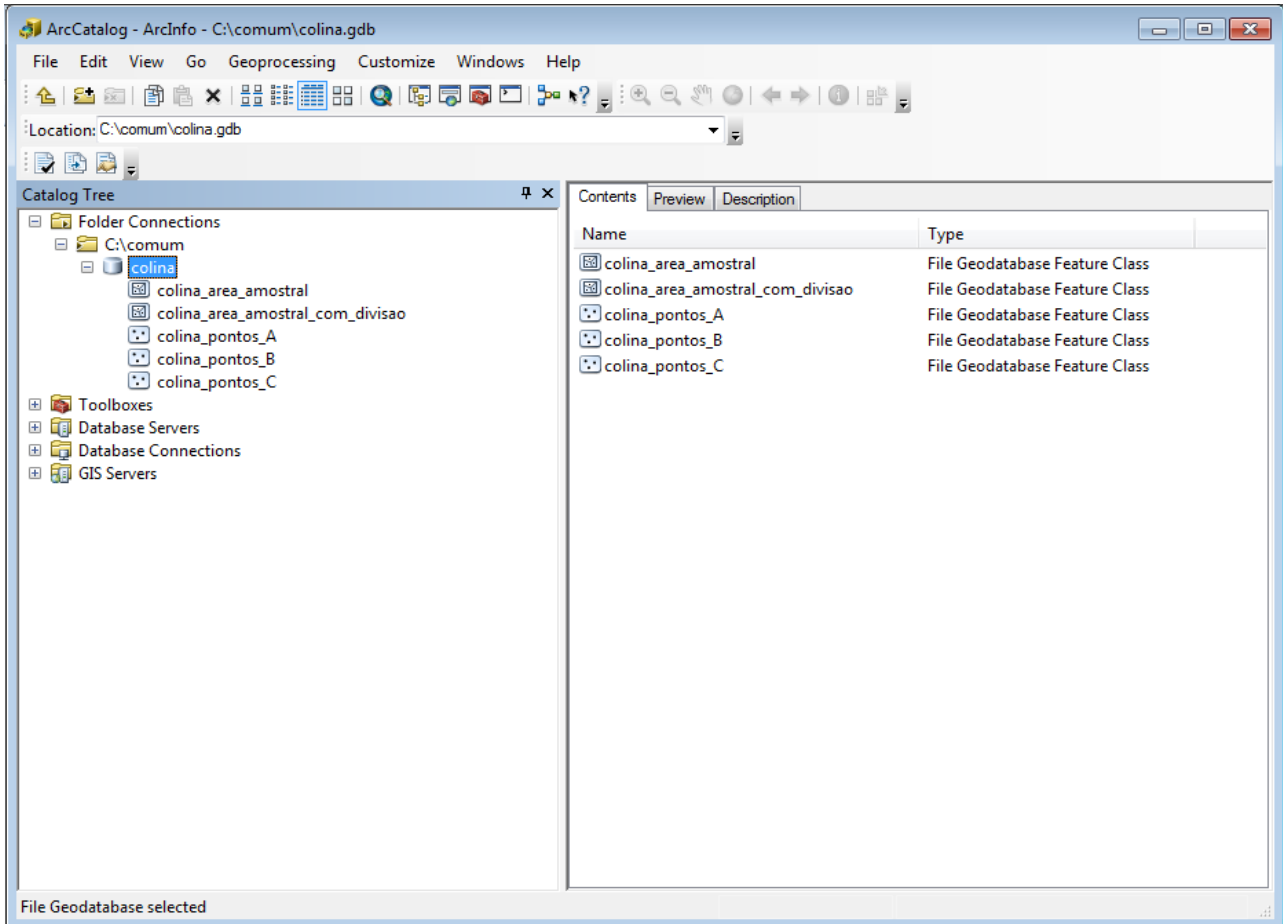 ArcCatalog - ArcInfo - C:\comum\colina.gdb
File Edit View Go Geoprocessing Customize Windows Help
Location: C:\comum\colina.gdb
Catalog Tree
Folder Connections
C:\comum
colina
colina_area_amostral
colina_area_amostral_com_divisao
colina_pontos_A
colina_pontos_B
colina_pontos_C
Toolboxes
Database Servers
Database Connections
GIS Servers
Contents Preview Description
Name Type
colina_area_amostral File Geodatabase Feature Class
colina_area_amostral_com_divisao File Geodatabase Feature Class
colina_pontos_A File Geodatabase Feature Class
colina_pontos_B File Geodatabase Feature Class
colina_pontos_C File Geodatabase Feature Class
File Geodatabase selected